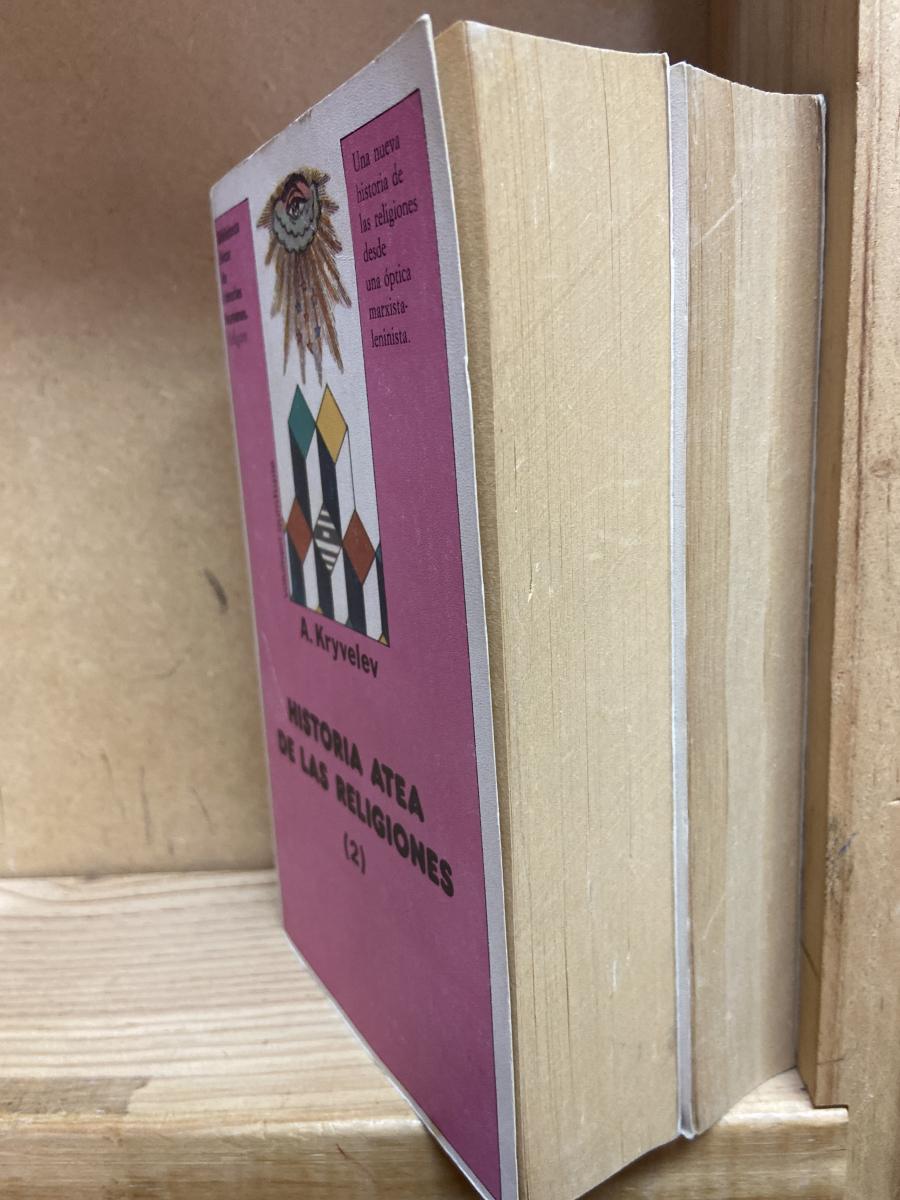 Una nueva
historia de
las religiones
desde
una óptica
marxista-
leninista.
A. Kryvelev
HISTORIA ATEA
DE LAS RELIGIONES
(2)